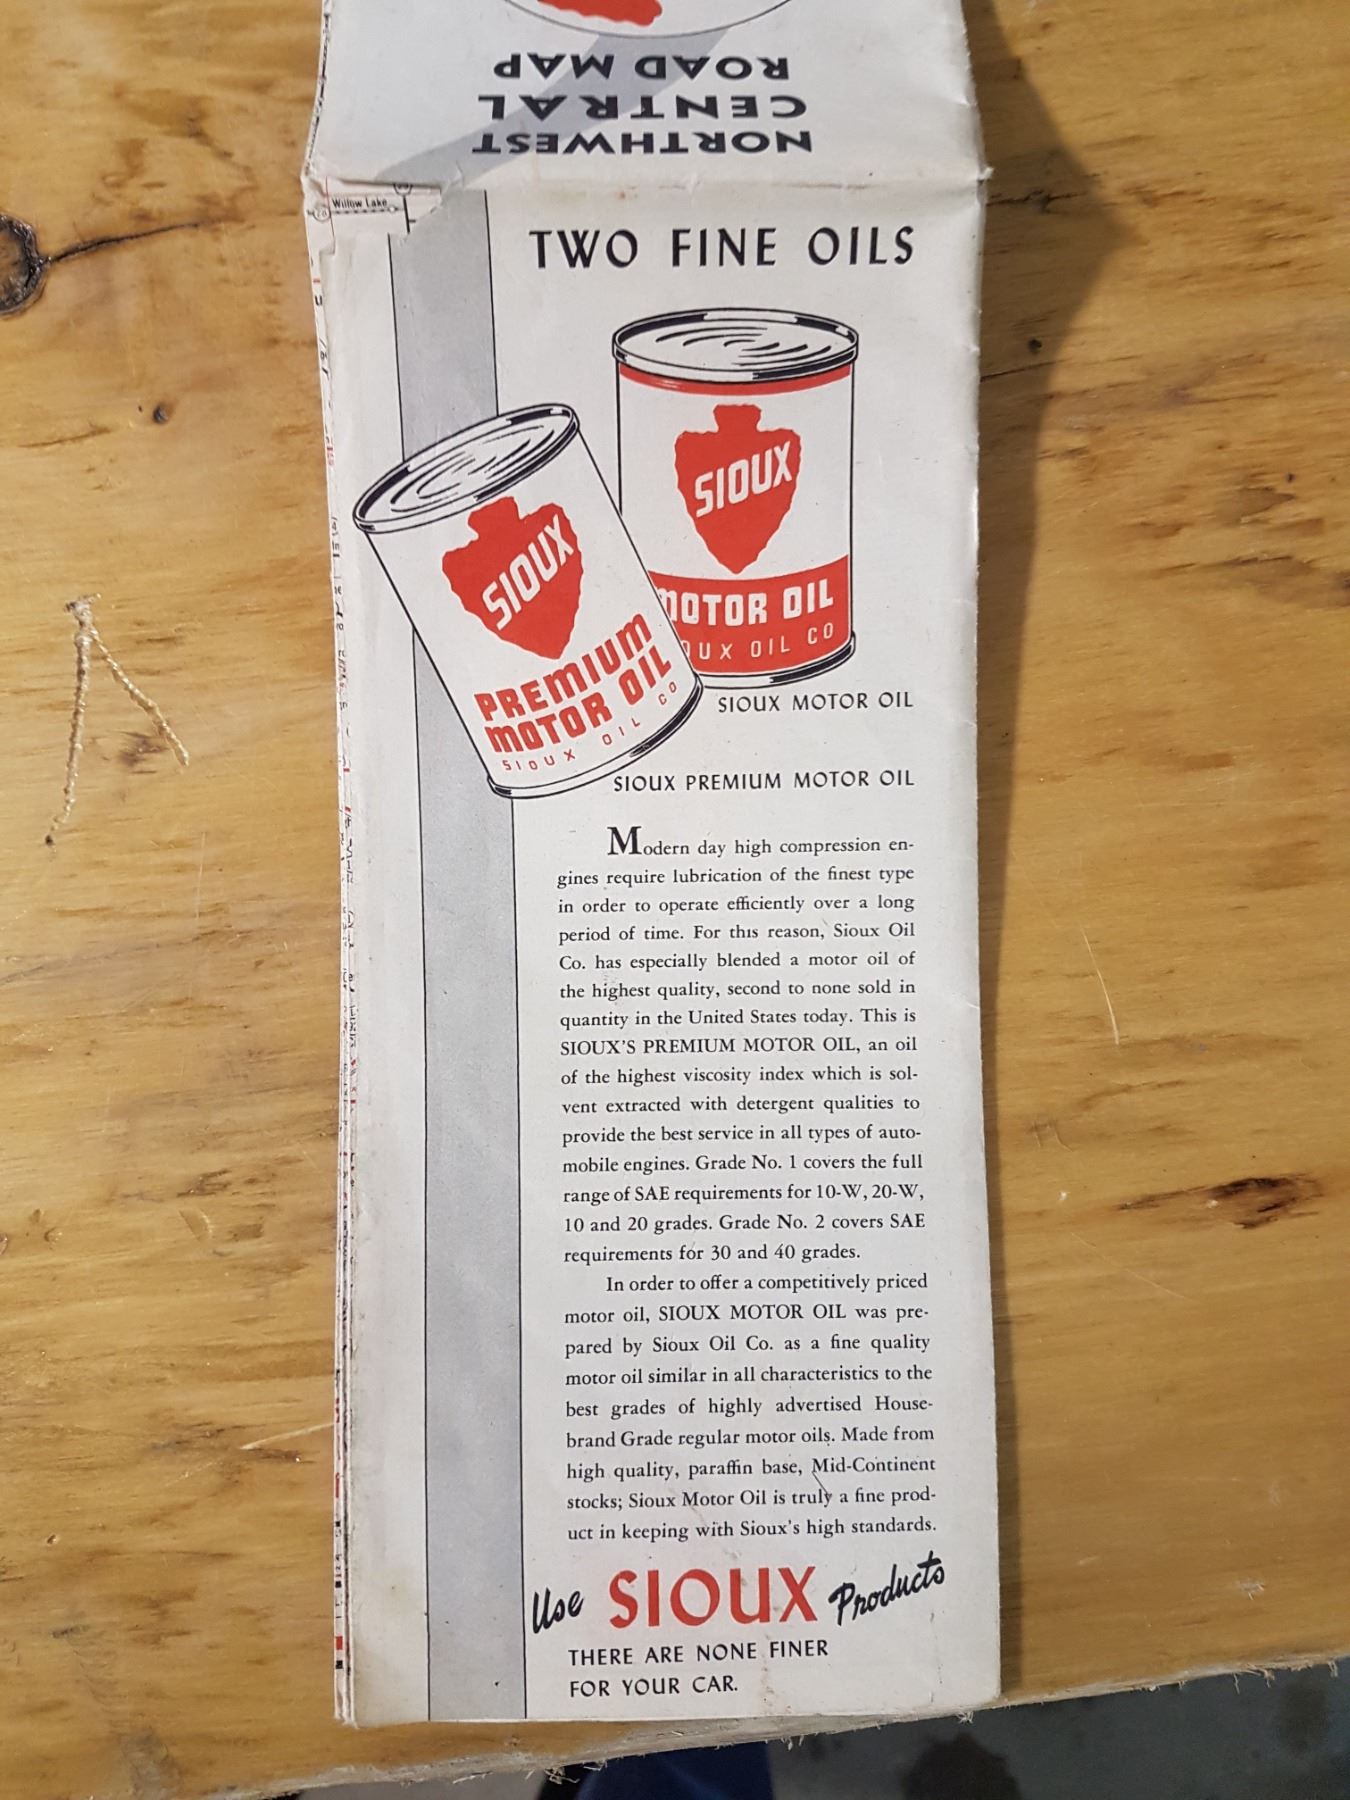 NORTHWEST
CENTRAL
ROAD MAP
Willow Lake
TWO FINE OILS
SIOUX
MOTOR OIL
OUX OIL CO
SIOUX
PREMIUM
MOTOR OIL
SIOUX OIL CO
SIOUX MOTOR OIL
SIOUX PREMIUM MOTOR OIL
Modern day high compression en-
gines require lubrication of the finest type
in order to operate efficiently over a long
period of time. For this reason, Sioux Oil
Co. has especially blended a motor oil of
the highest quality, second to none sold in
quantity in the United States today. This is
SIOUX'S PREMIUM MOTOR OIL, an oil
of the highest viscosity index which is sol-
vent extracted with detergent qualities to
provide the best service in all types of auto-
mobile engines. Grade No. 1 covers the full
range of SAE requirements for 10-W, 20-W,
10 and 20 grades. Grade No. 2 covers SAE
requirements for 30 and 40 grades.
In order to offer a competitively priced
motor oil, SIOUX MOTOR OIL was pre-
pared by Sioux Oil Co. as a fine quality
motor oil similar in all characteristics to the
best grades of highly advertised House-
brand Grade regular motor oils. Made from
high quality, paraffin base, Mid-Continent
stocks; Sioux Motor Oil is truly a fine prod-
uct in keeping with Sioux's high standards.
Use SIOUX Products
THERE ARE NONE FINER
FOR YOUR CAR.